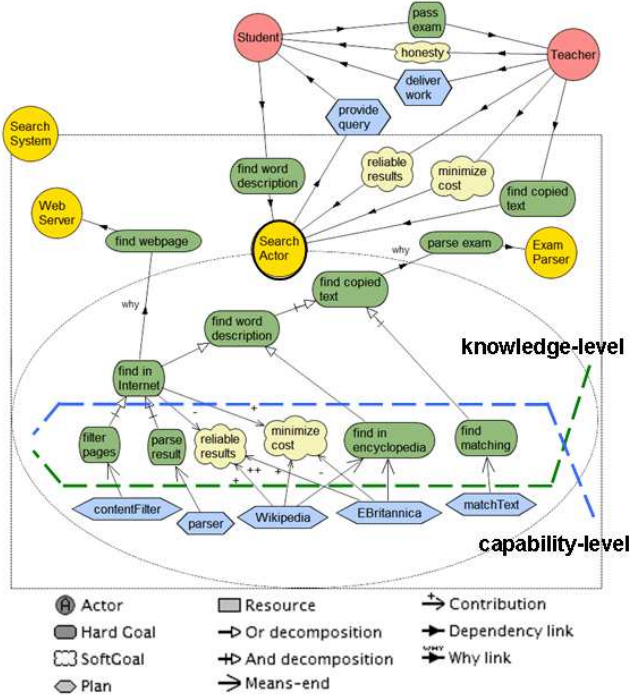 pass
exam
Student
honesty
Teacher
deliver
work
provide
query
Search
System
reliable
results
minimize
cost
find word
description
find copied
text
Web
Server
find webpage
Search
Actor
why
parse exam
Exam
Parser
find copied
text
why
find word
description
knowledge-level
find in
Internet
-
+
filter
pages
parse
result
reliable
results
minimize
cost
find in
encyclopedia
find
matching
++
+
-
+
contentFilter
parser
Wikipedia
EBritannica
matchText
capability-level
A Actor
Resource
+ Contribution
Hard Goal
Or decomposition
Dependency link
SoftGoal
And decomposition
WHY Why link
Plan
Means-end